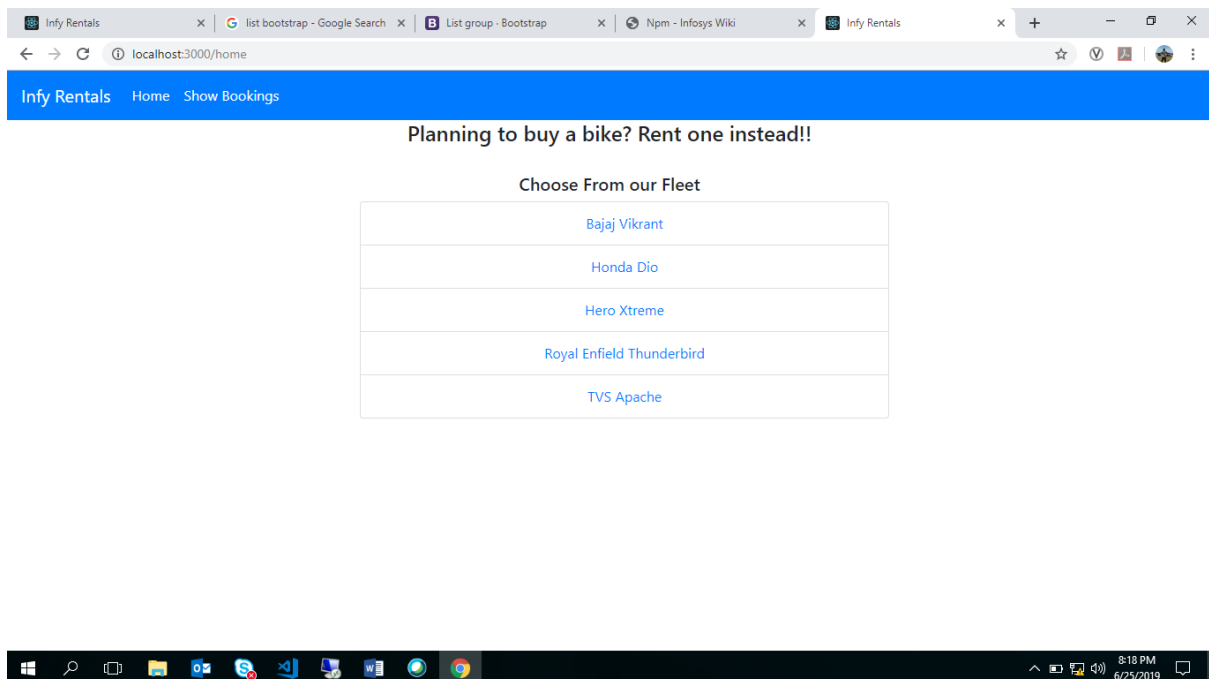 Infy Rentals
list bootstrap - Google Search
List group · Bootstrap
Npm - Infosys Wiki
Infy Rentals
localhost:3000/home
Infy Rentals Home Show Bookings
Planning to buy a bike? Rent one instead!!
Choose From our Fleet
Bajaj Vikrant
Honda Dio
Hero Xtreme
Royal Enfield Thunderbird
TVS Apache
8:18 PM
6/25/2019